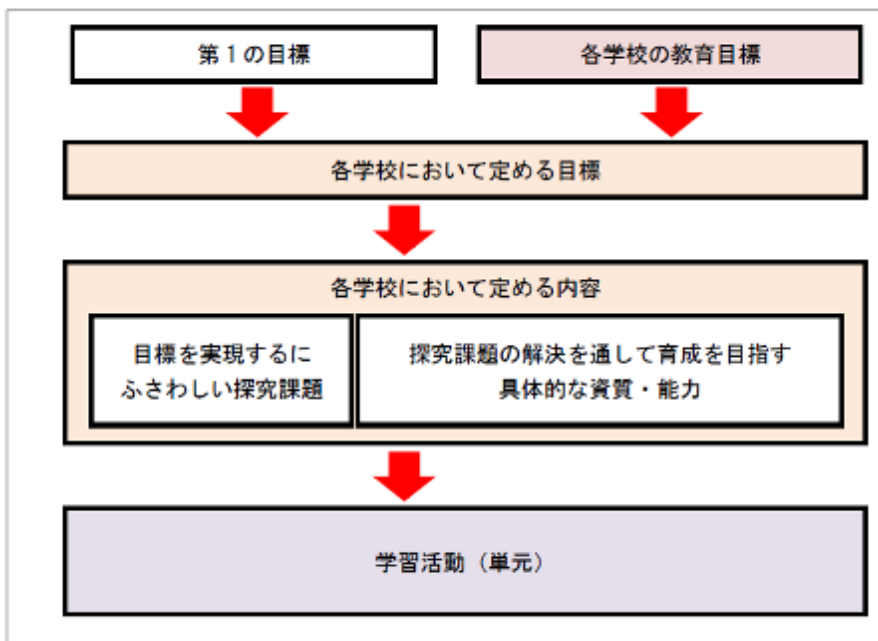 第１の目標
各学校の教育目標
各学校において定める目標
各学校において定める内容
目標を実現するに
ふさわしい探究課題
探究課題の解決を通して育成を目指す
具体的な資質・能力
学習活動（単元）